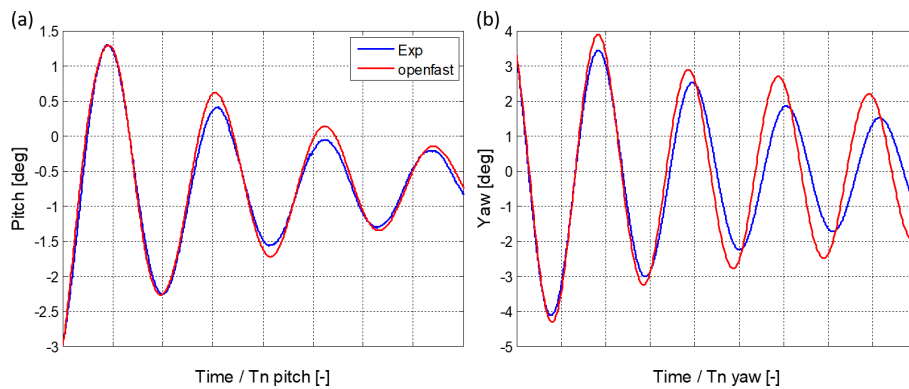 (a)
1.5
1
0.5
0
-0.5
-1
-1.5
-2
-2.5
-3
Pitch [deg]
Time / Tn pitch [-]
Exp
openfast
(b)
4
3
2
1
0
-1
-2
-3
-4
-5
Yaw [deg]
Time / Tn yaw [-]